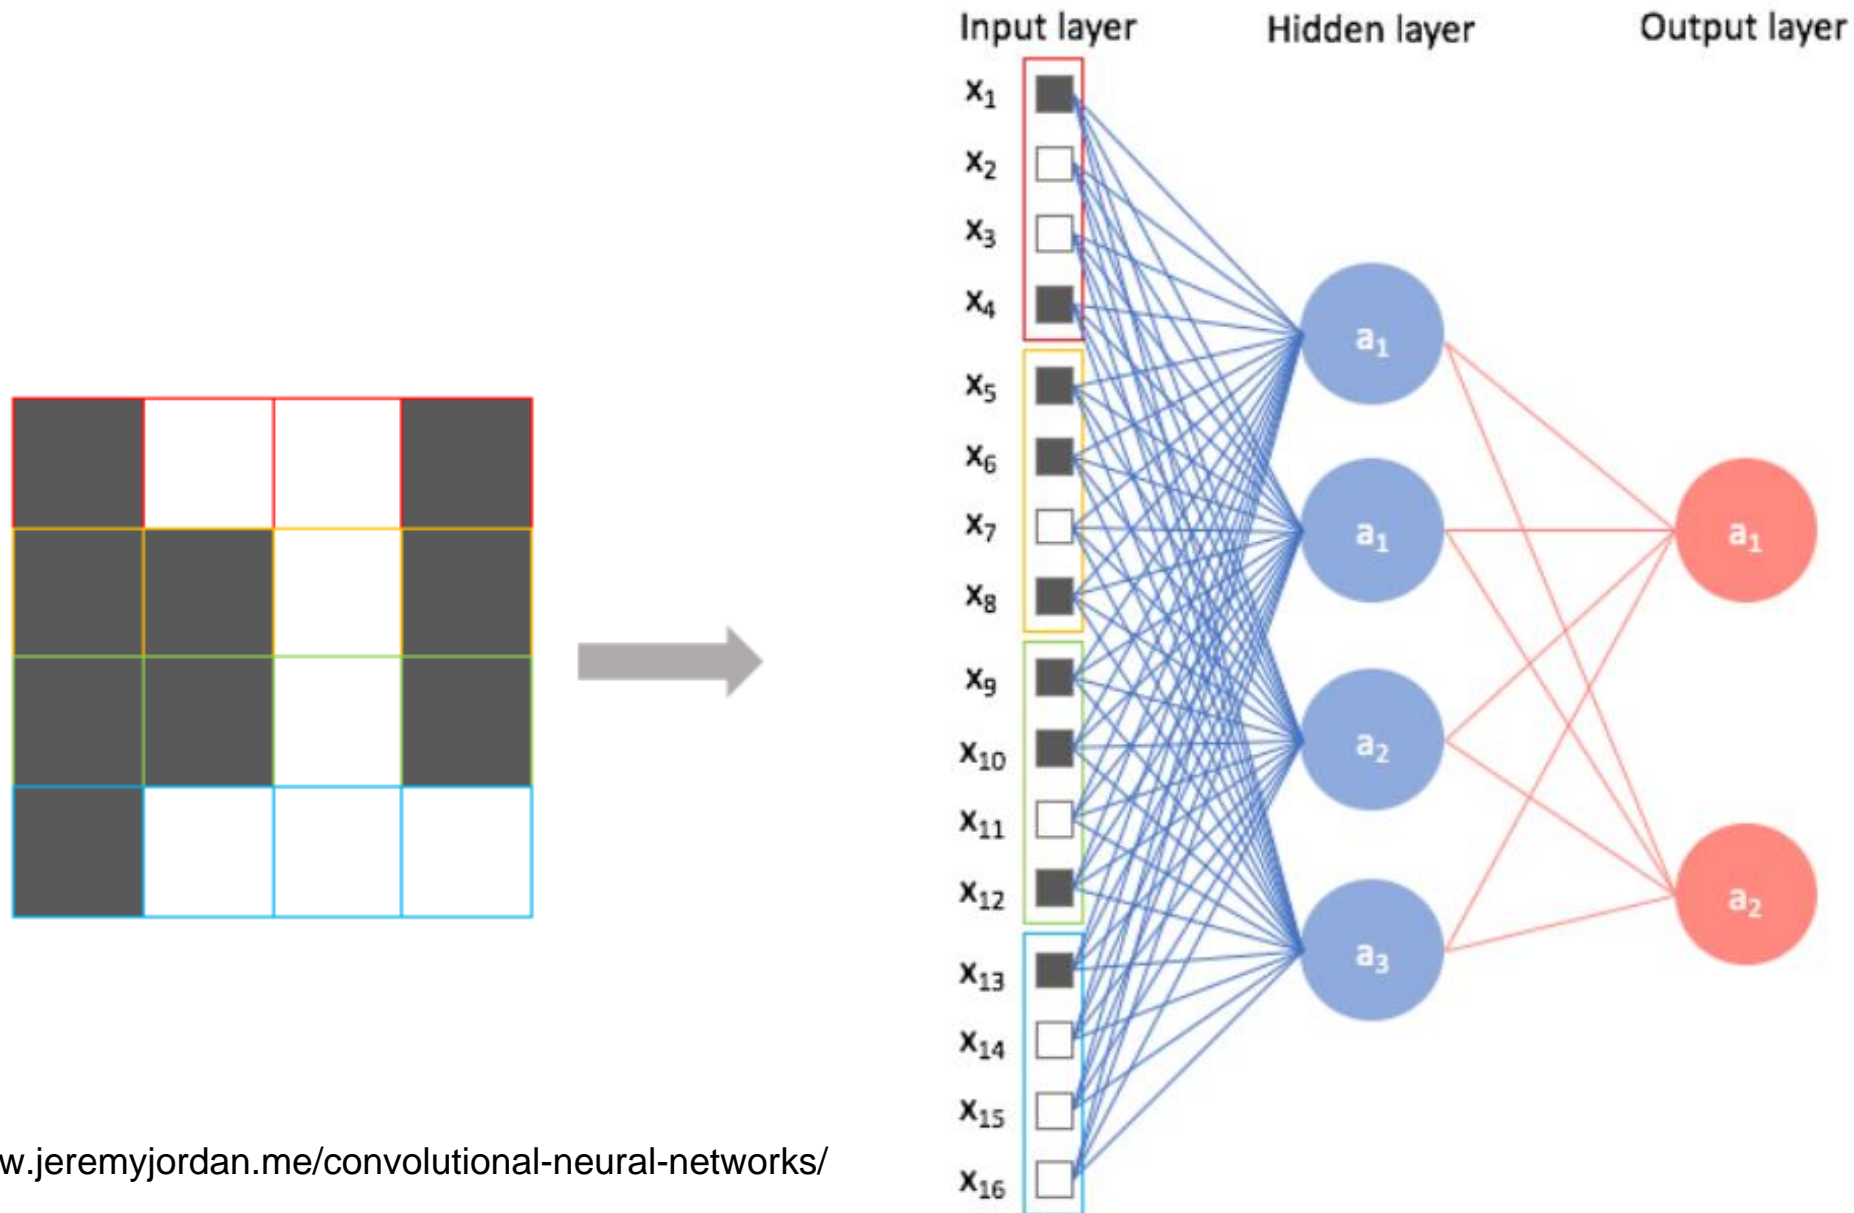 Input layer
Hidden layer
Output layer
x1
x2
x3
x4
x5
x6
x7
x8
x9
x10
x11
x12
x13
x14
x15
x16
a1
a1
a2
a3
a1
a2
w.jeremyjordan.me/convolutional-neural-networks/